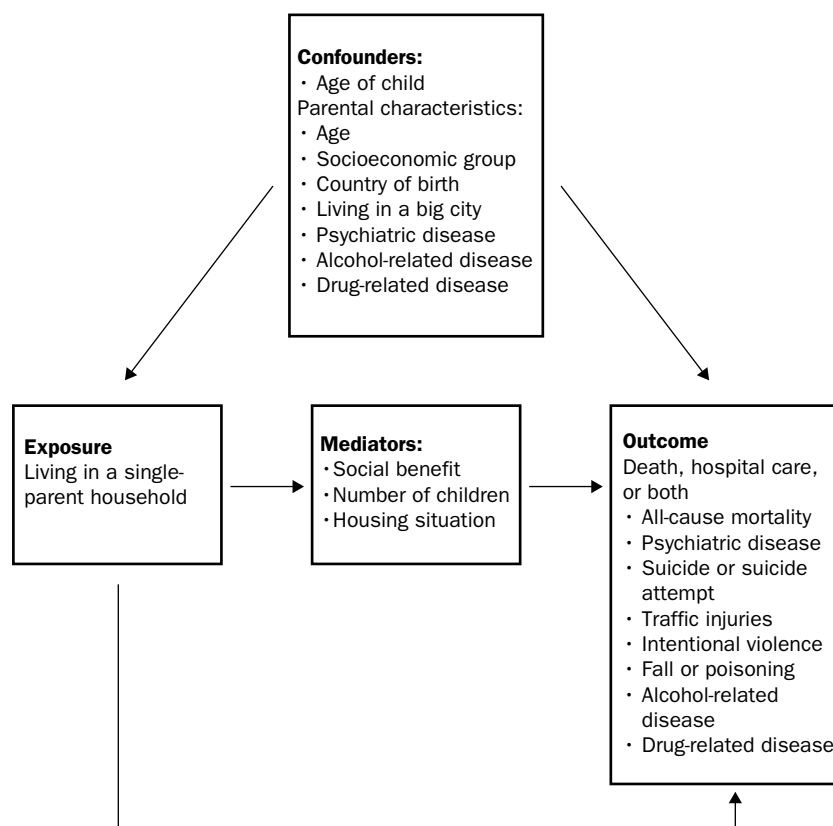 Confounders:
· Age of child
Parental characteristics:
· Age
· Socioeconomic group
· Country of birth
· Living in a big city
· Psychiatric disease
· Alcohol-related disease
· Drug-related disease
Exposure
Living in a single-
parent household
Mediators:
· Social benefit
· Number of children
· Housing situation
Outcome
Death, hospital care,
or both
· All-cause mortality
· Psychiatric disease
· Suicide or suicide
attempt
· Traffic injuries
· Intentional violence
· Fall or poisoning
· Alcohol-related
disease
· Drug-related disease